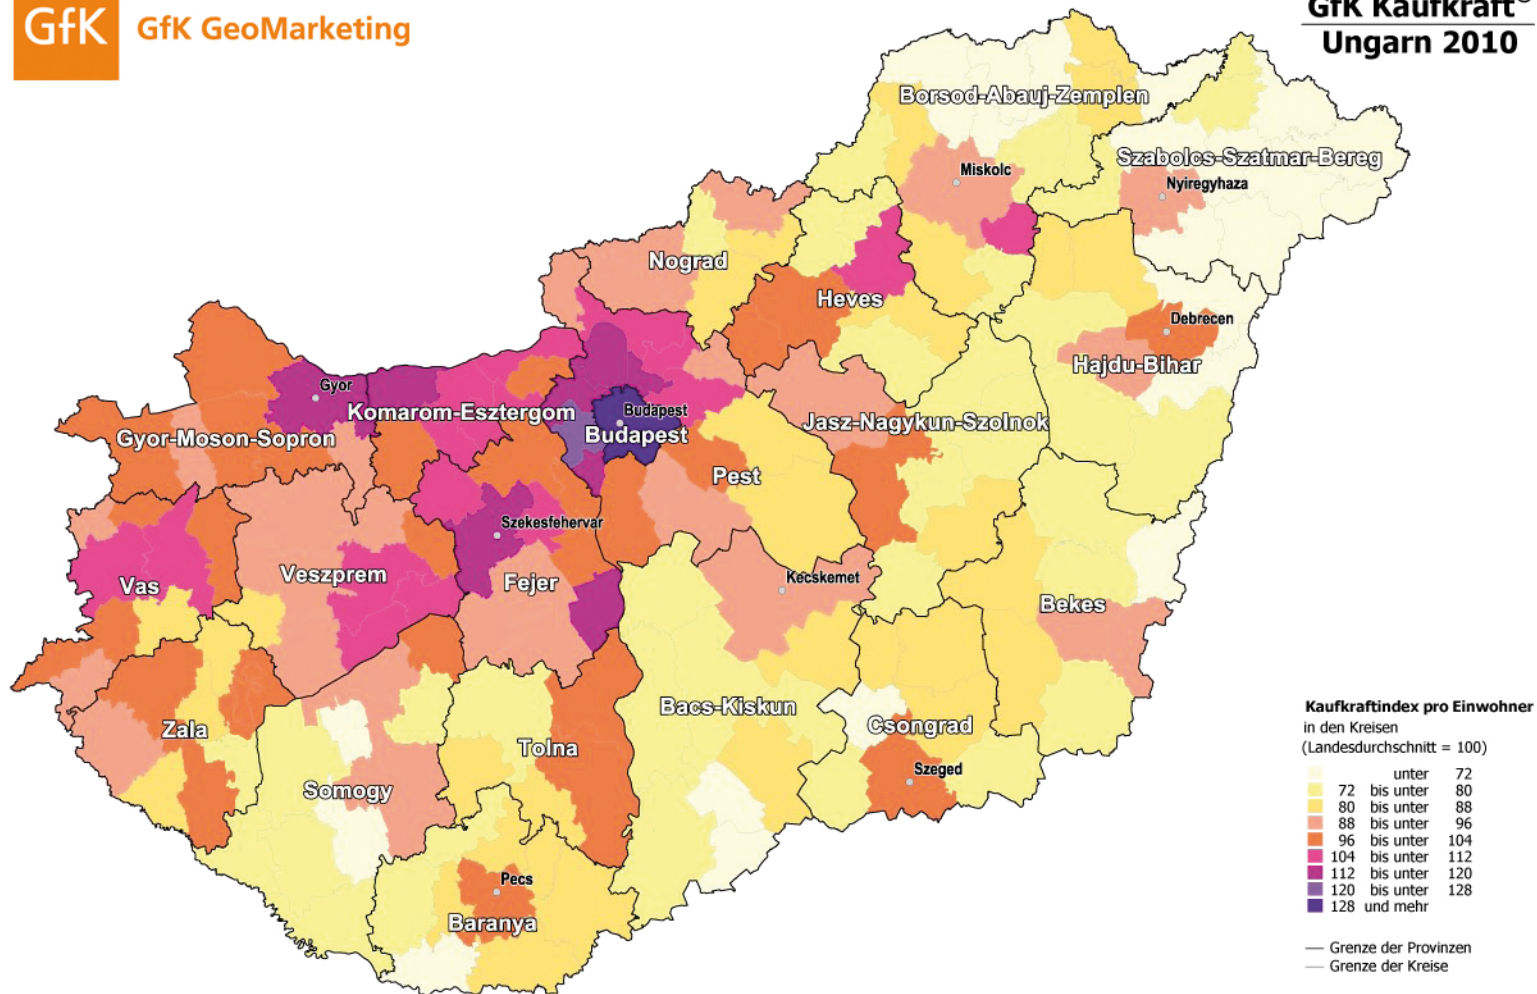 GfK
GfK GeoMarketing
GfK Kaufkraft®
Ungarn 2010
Borsod-Abauj-Zemplen
Szabolcs-Szatmar-Bereg
Miskolc
Nyiregyhaza
Nograd
Heves
Debrecen
Hajdu-Bihar
Gyor
Komarom-Esztergom
Budapest
Budapest
Jasz-Nagykun-Szolnok
Gyor-Moson-Sopron
Pest
Szekesfehervar
Vas
Veszprem
Fejer
Kecskemet
Bekes
Zala
Bacs-Kiskun
Csongrad
Tolna
Szeged
Somogy
Pecs
Baranya
Kaufkraftindex pro Einwohner
in den Kreisen
(Landesdurchschnitt = 100)
unter 72
72 bis unter 80
80 bis unter 88
88 bis unter 96
96 bis unter 104
104 bis unter 112
112 bis unter 120
120 bis unter 128
128 und mehr
Grenze der Provinzen
Grenze der Kreise